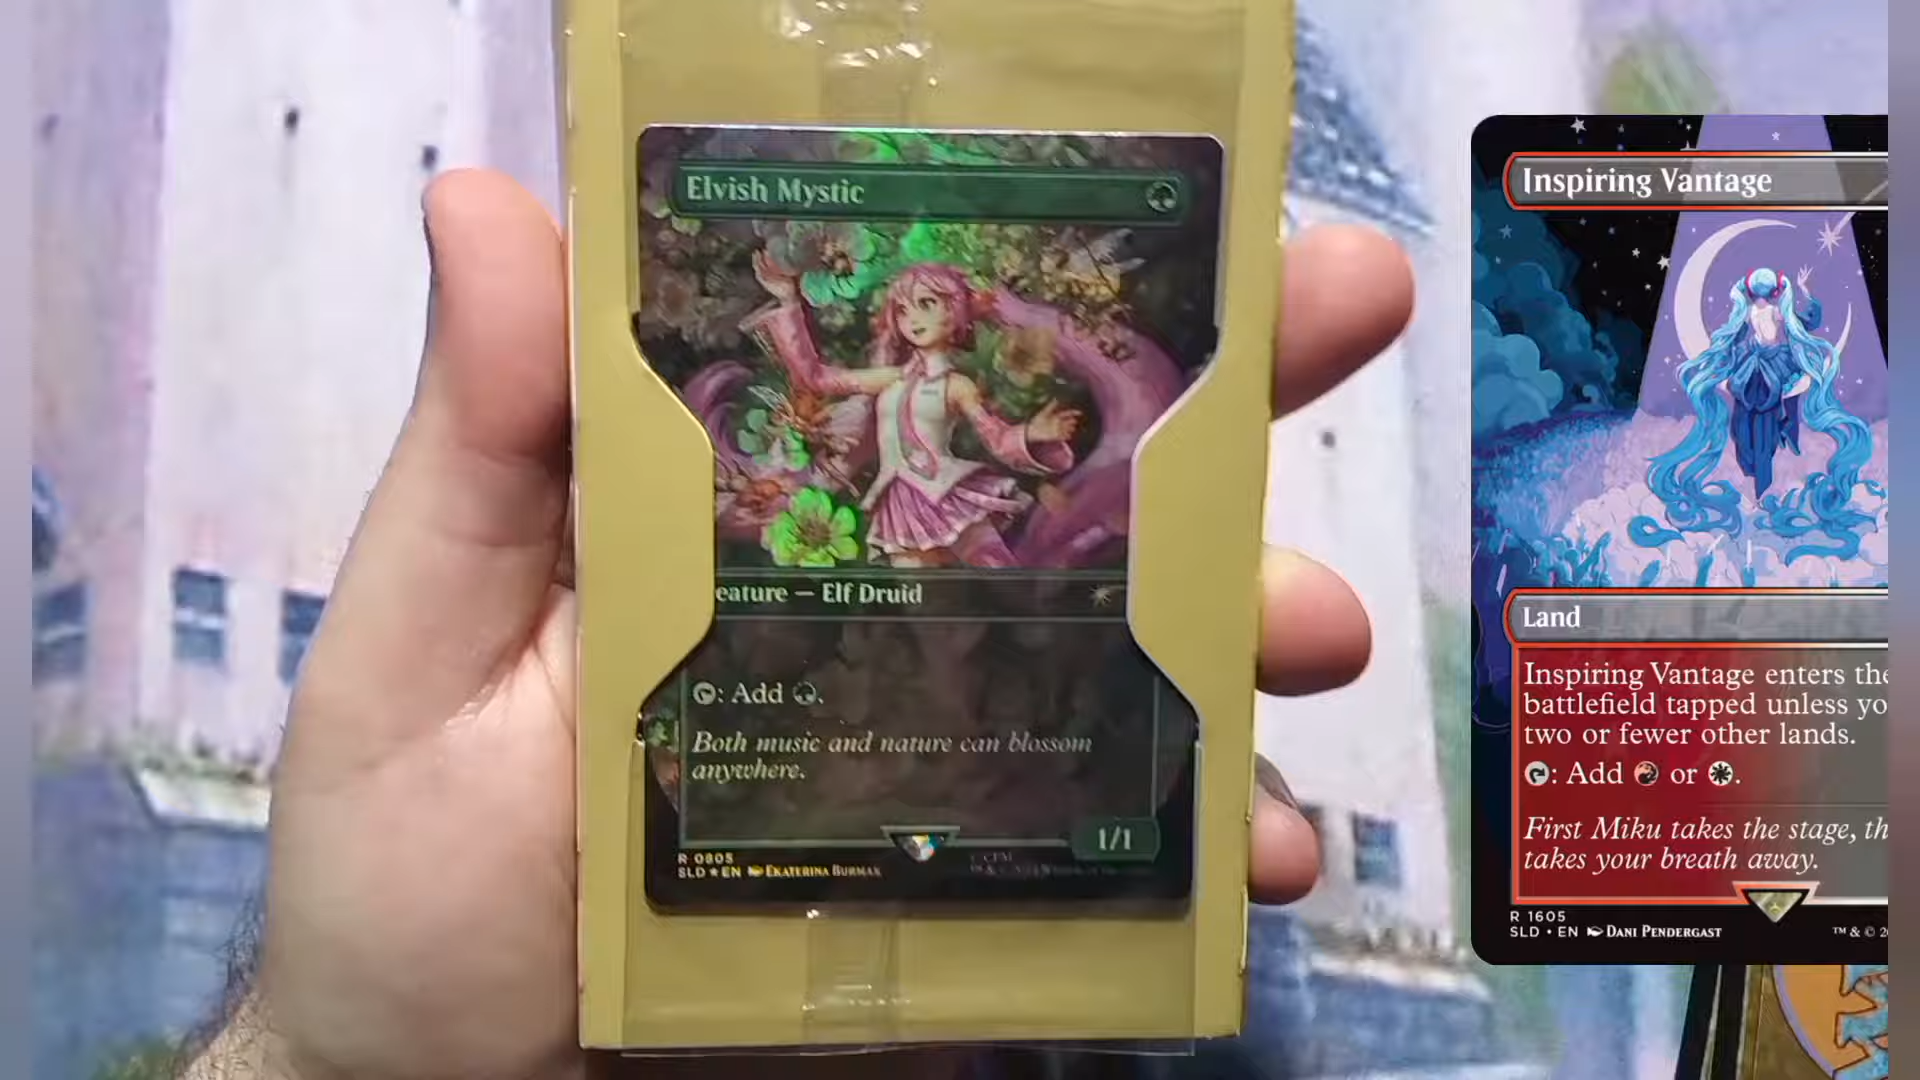 Elvish Mystic
eature — Elf Druid
: Add .
Both music and nature can blossom
anywhere.
1/1
R 0805
SLD ★ EN EKATERINA BURMAK
Inspiring Vantage
Land
Inspiring Vantage enters the
battlefield tapped unless yo
two or fewer other lands.
: Add or .
First Miku takes the stage, th
takes your breath away.
R 1605
SLD • EN DANI PENDERGAST
™ & © 2